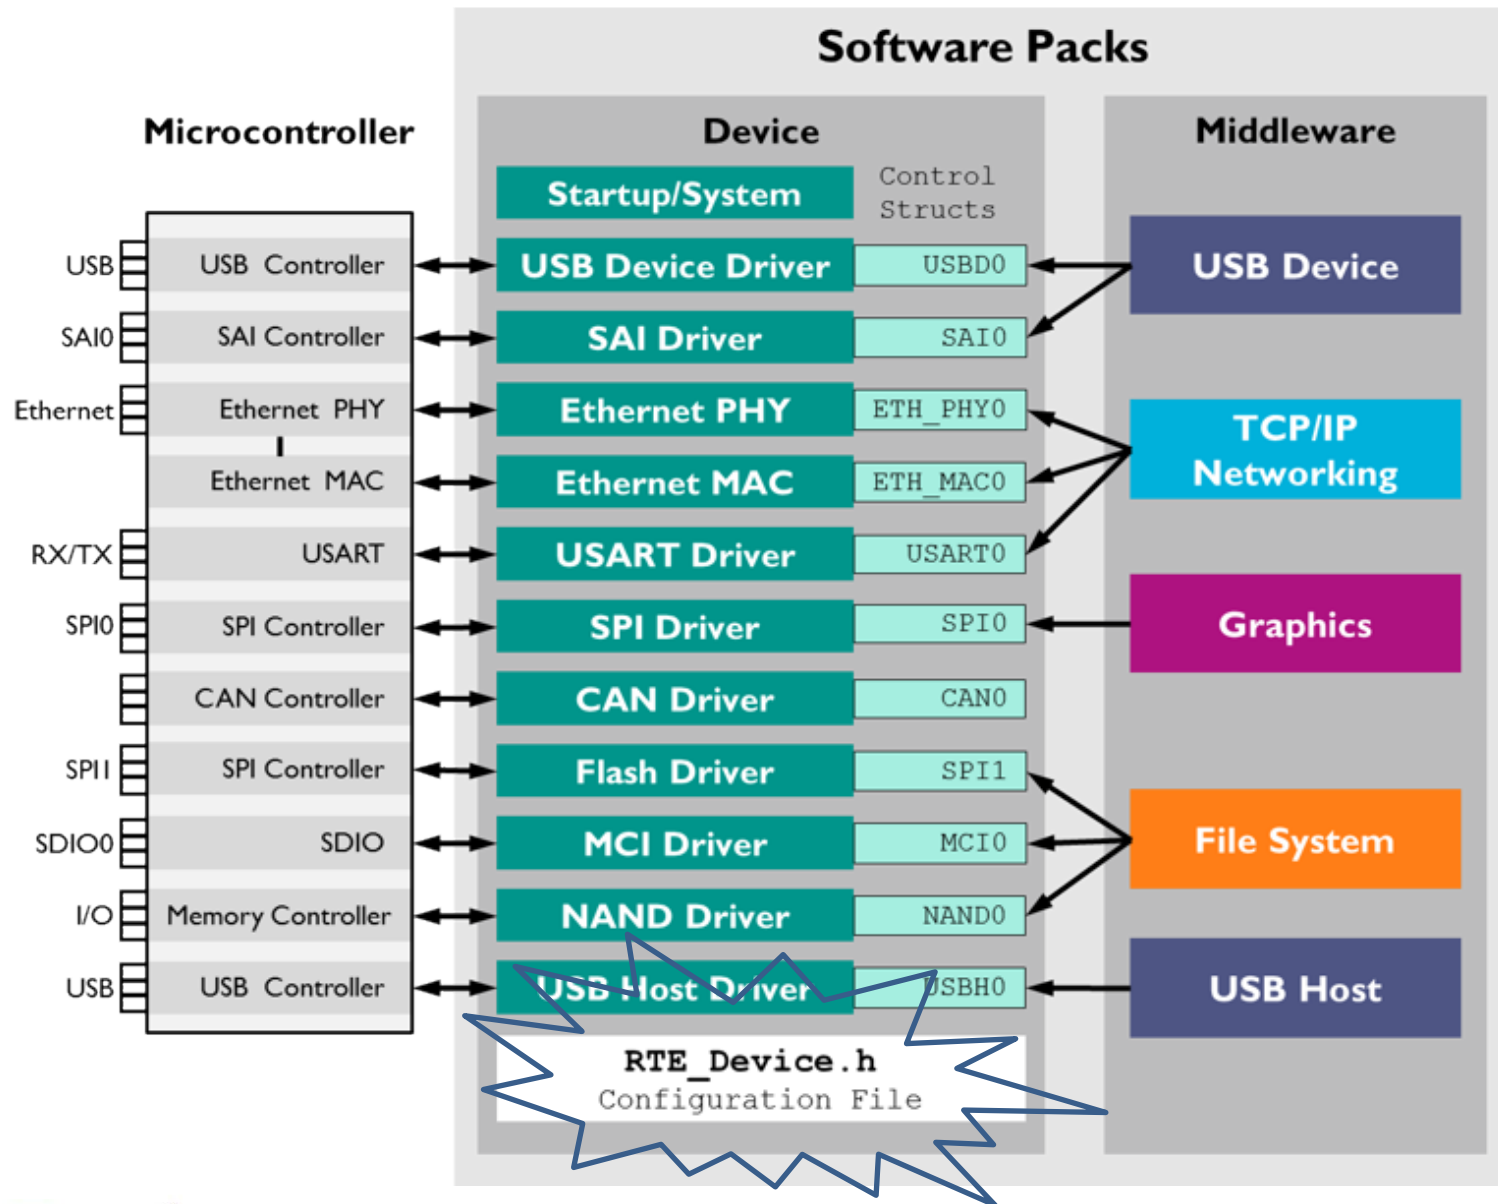 Software Packs
Microcontroller
Device
Middleware
Startup/System
Control
Structs
USB
USB Controller
USB Device Driver
USBD0
USB Device
SAI0
SAI Controller
SAI Driver
SAI0
Ethernet
Ethernet PHY
Ethernet PHY
ETH_PHY0
TCP/IP
Networking
Ethernet MAC
Ethernet MAC
ETH_MAC0
RX/TX
USART
USART Driver
USART0
SPI0
SPI Controller
SPI Driver
SPI0
Graphics
CAN Controller
CAN Driver
CAN0
SPI1
SPI Controller
Flash Driver
SPI1
SDIO0
SDIO
MCI Driver
MCI0
File System
I/O
Memory Controller
NAND Driver
NAND0
USB
USB Controller
USB Host Driver
USBH0
USB Host
RTE_Device.h
Configuration File